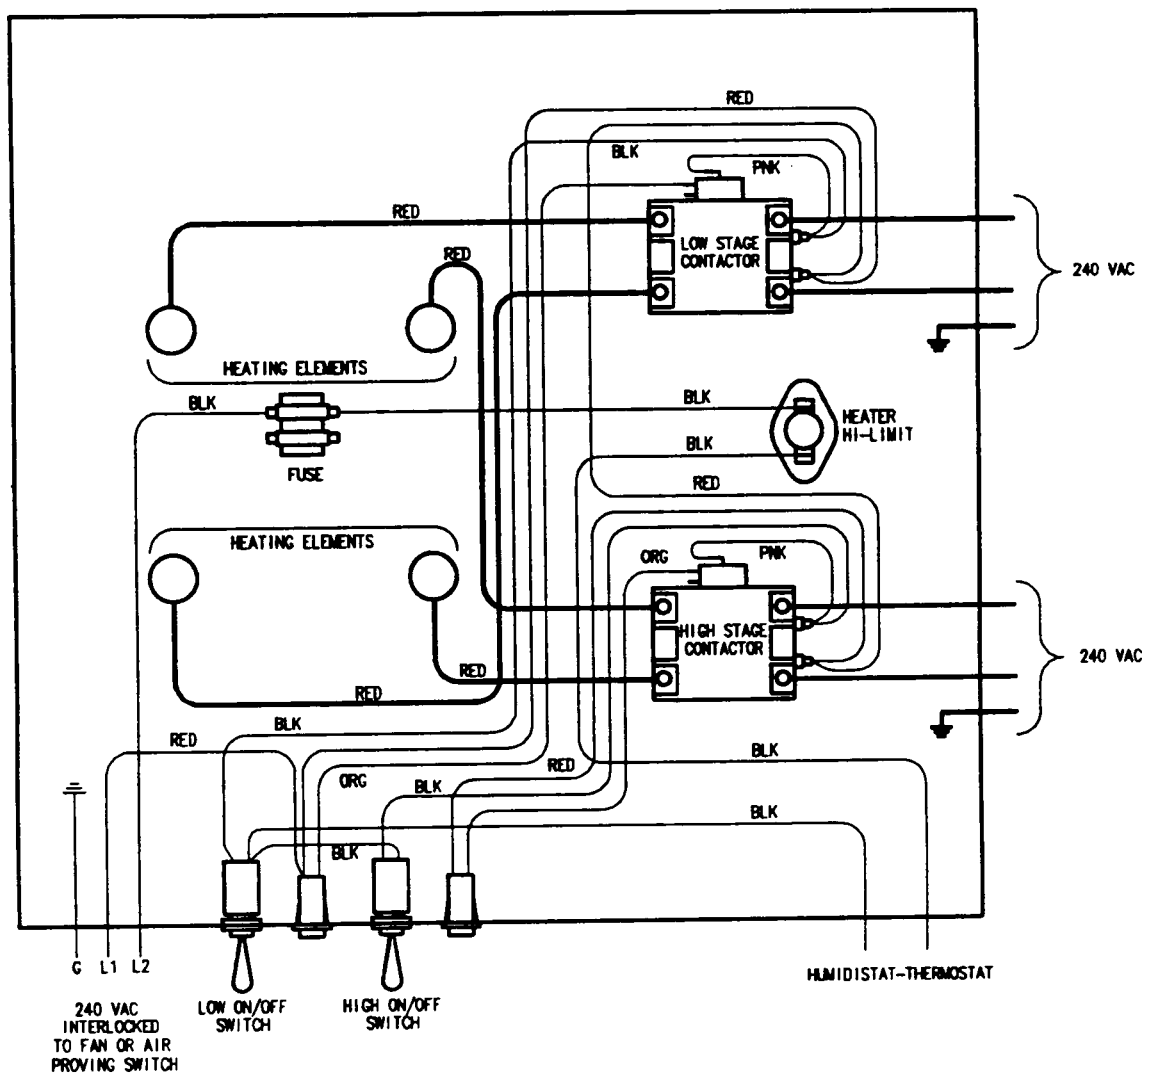 RED
BLK
PNK
RED
LOW STAGE
CONTACTOR
RED
240 VAC
HEATING ELEMENTS
BLK
BLK
HEATER
HI-LIMIT
BLK
FUSE
RED
HEATING ELEMENTS
ORG
PNK
HIGH STAGE
CONTACTOR
240 VAC
RED
RED
BLK
RED
BLK
RED
ORG
BLK
BLK
BLK
G L1 L2
HUMIDISTAT-THERMOSTAT
240 VAC
INTERLOCKED
TO FAN OR AIR
PROVING SWITCH
LOW ON/OFF
SWITCH
HIGH ON/OFF
SWITCH